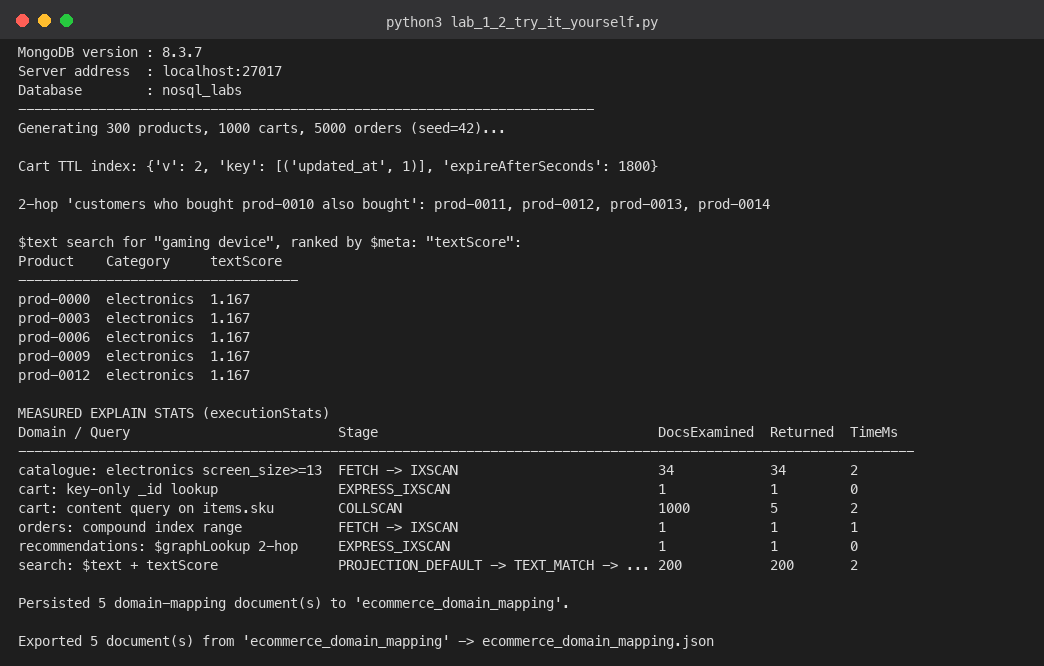 python3 lab_1_2_try_it_yourself.py
MongoDB version : 8.3.7
Server address  : localhost:27017
Database        : nosql_labs
------------------------------------------------------------------------
Generating 300 products, 1000 carts, 5000 orders (seed=42)...
Cart TTL index: {'v': 2, 'key': [('updated_at', 1)], 'expireAfterSeconds': 1800}
2-hop 'customers who bought prod-0010 also bought': prod-0011, prod-0012, prod-0013, prod-0014
$text search for "gaming device", ranked by $meta: "textScore":
Product    Category     textScore
-----------------------------------
prod-0000  electronics  1.167
prod-0003  electronics  1.167
prod-0006  electronics  1.167
prod-0009  electronics  1.167
prod-0012  electronics  1.167
MEASURED EXPLAIN STATS (executionStats)
Domain / Query                          Stage                                   DocsExamined  Returned  TimeMs
----------------------------------------------------------------------------------------------------------------
catalogue: electronics screen_size>=13  FETCH -> IXSCAN                         34            34        2
cart: key-only _id lookup               EXPRESS_IXSCAN                          1             1         0
cart: content query on items.sku        COLLSCAN                                1000          5         2
orders: compound index range            FETCH -> IXSCAN                         1             1         1
recommendations: $graphLookup 2-hop     EXPRESS_IXSCAN                          1             1         0
search: $text + textScore               PROJECTION_DEFAULT -> TEXT_MATCH -> ... 200           200       2
Persisted 5 domain-mapping document(s) to 'ecommerce_domain_mapping'.
Exported 5 document(s) from 'ecommerce_domain_mapping' -> ecommerce_domain_mapping.json